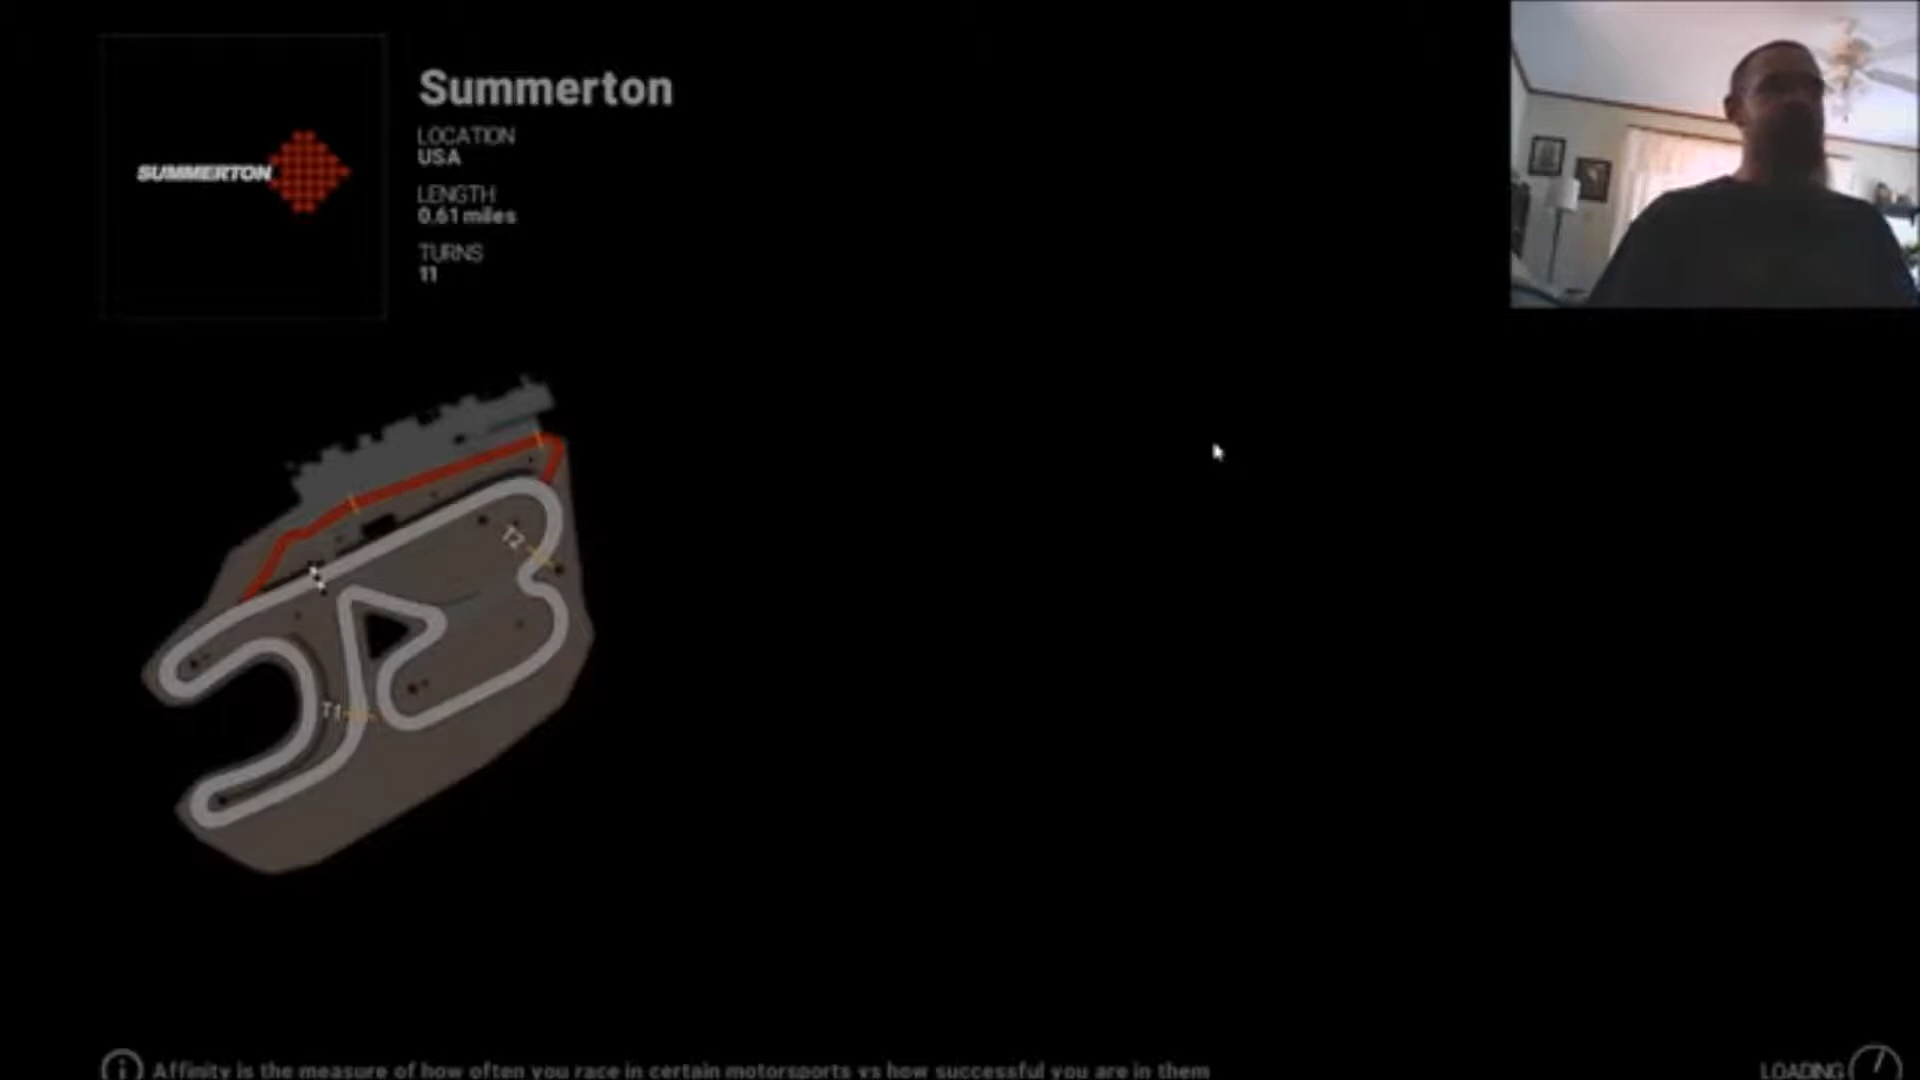 SUMMERTON
Summerton
LOCATION
USA
LENGTH
0.61 miles
TURNS
11
T2
T1
Affinity is the measure of how often you race in certain motorsports vs how successful you are in them
LOADING